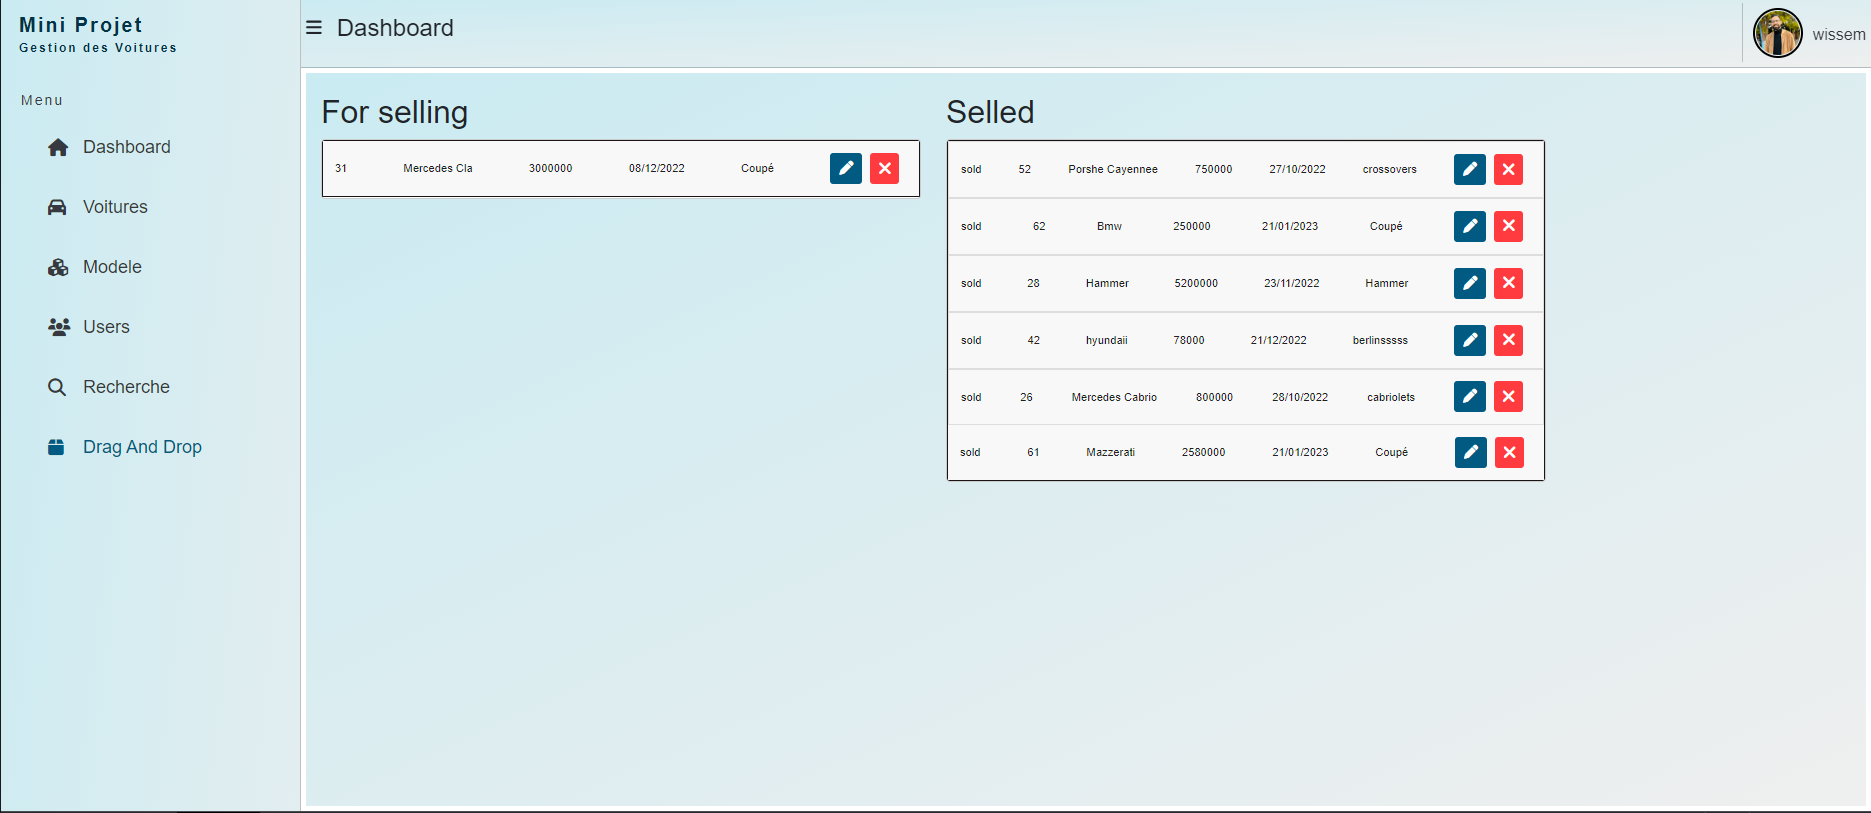 Mini Projet
Gestion des Voitures
Menu
Dashboard
Voitures
Modele
Users
Recherche
Drag And Drop
Dashboard
wissem
For selling
31 Mercedes Cla 3000000 08/12/2022 Coupé
Selled
sold 52 Porshe Cayennee 750000 27/10/2022 crossovers
sold 62 Bmw 250000 21/01/2023 Coupé
sold 28 Hammer 5200000 23/11/2022 Hammer
sold 42 hyundaii 78000 21/12/2022 berlinsssss
sold 26 Mercedes Cabrio 800000 28/10/2022 cabriolets
sold 61 Mazzerati 2580000 21/01/2023 Coupé